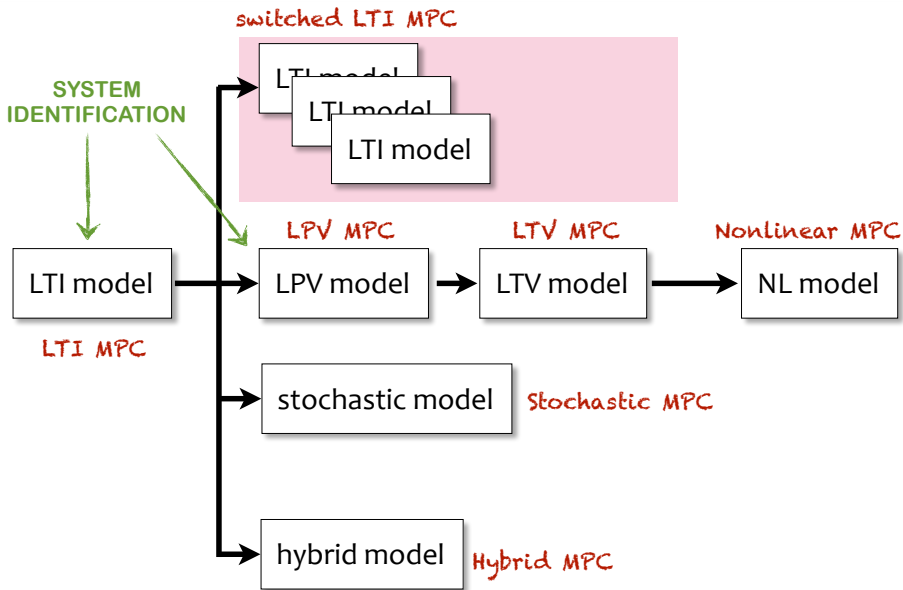 switched LTI MPC
SYSTEM
IDENTIFICATION
LTI model
LTI model
LTI model
LPV MPC
LTV MPC
Nonlinear MPC
LTI model
LPV model
LTV model
NL model
LTI MPC
stochastic model
Stochastic MPC
hybrid model
Hybrid MPC